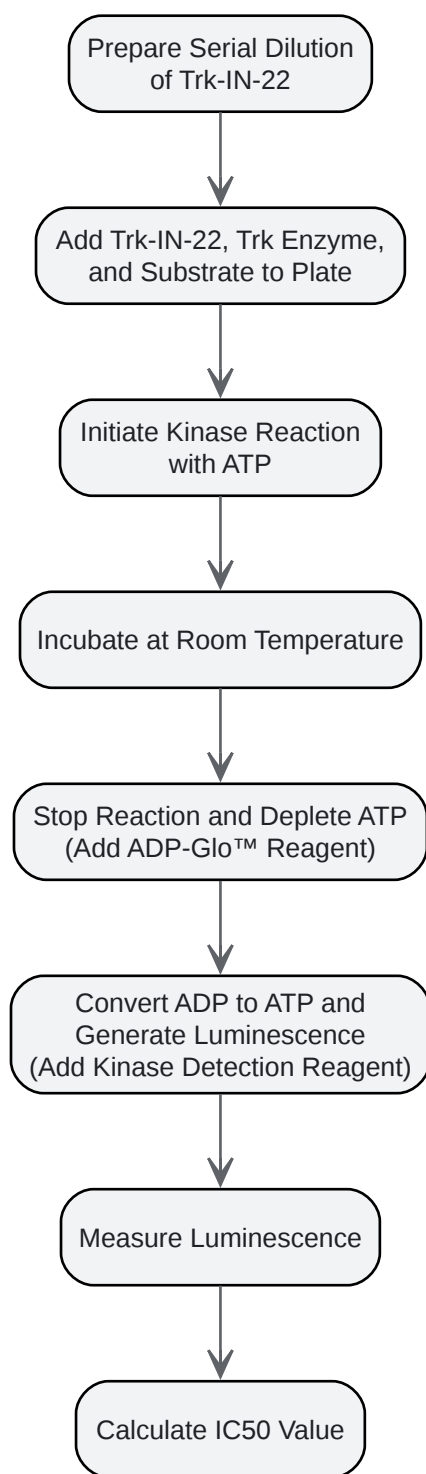 Prepare Serial Dilution
of Trk-IN-22
Add Trk-IN-22, Trk Enzyme,
and Substrate to Plate
Initiate Kinase Reaction
with ATP
Incubate at Room Temperature
Stop Reaction and Deplete ATP
(Add ADP-Glo™ Reagent)
Convert ADP to ATP and
Generate Luminescence
(Add Kinase Detection Reagent)
Measure Luminescence
Calculate IC50 Value